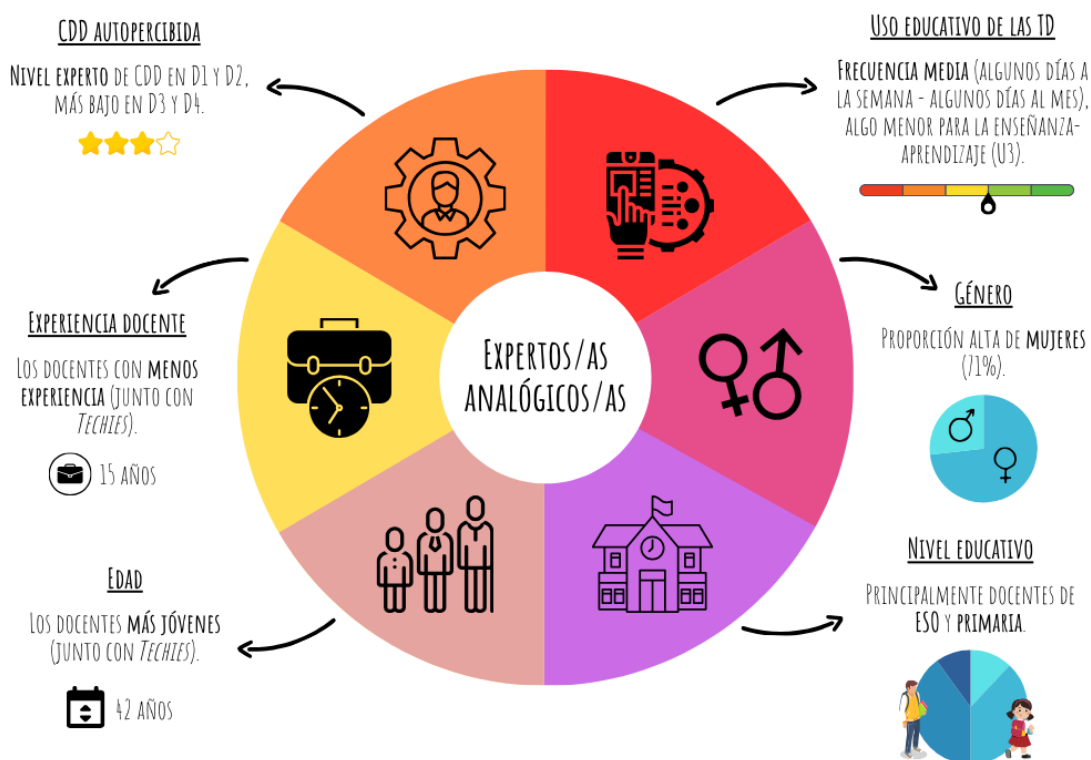 CDD AUTOPERCIBIDA
NIVEL EXPERTO DE CDD EN D1 Y D2,
MÁS BAJO EN D3 Y D4.
USO EDUCATIVO DE LAS TD
FRECUENCIA MEDIA (ALGUNOS DÍAS A
LA SEMANA - ALGUNOS DÍAS AL MES),
ALGO MENOR PARA LA ENSEÑANZA-
APRENDIZAJE (U3).
EXPERIENCIA DOCENTE
LOS DOCENTES CON MENOS
EXPERIENCIA (JUNTO CON
TECHIES).
15 AÑOS
EXPERTOS/AS
ANALÓGICOS/AS
GÉNERO
PROPORCIÓN ALTA DE MUJERES
(71%).
EDAD
LOS DOCENTES MÁS JÓVENES
(JUNTO CON TECHIES).
42 AÑOS
NIVEL EDUCATIVO
PRINCIPALMENTE DOCENTES DE
ESO Y PRIMARIA.